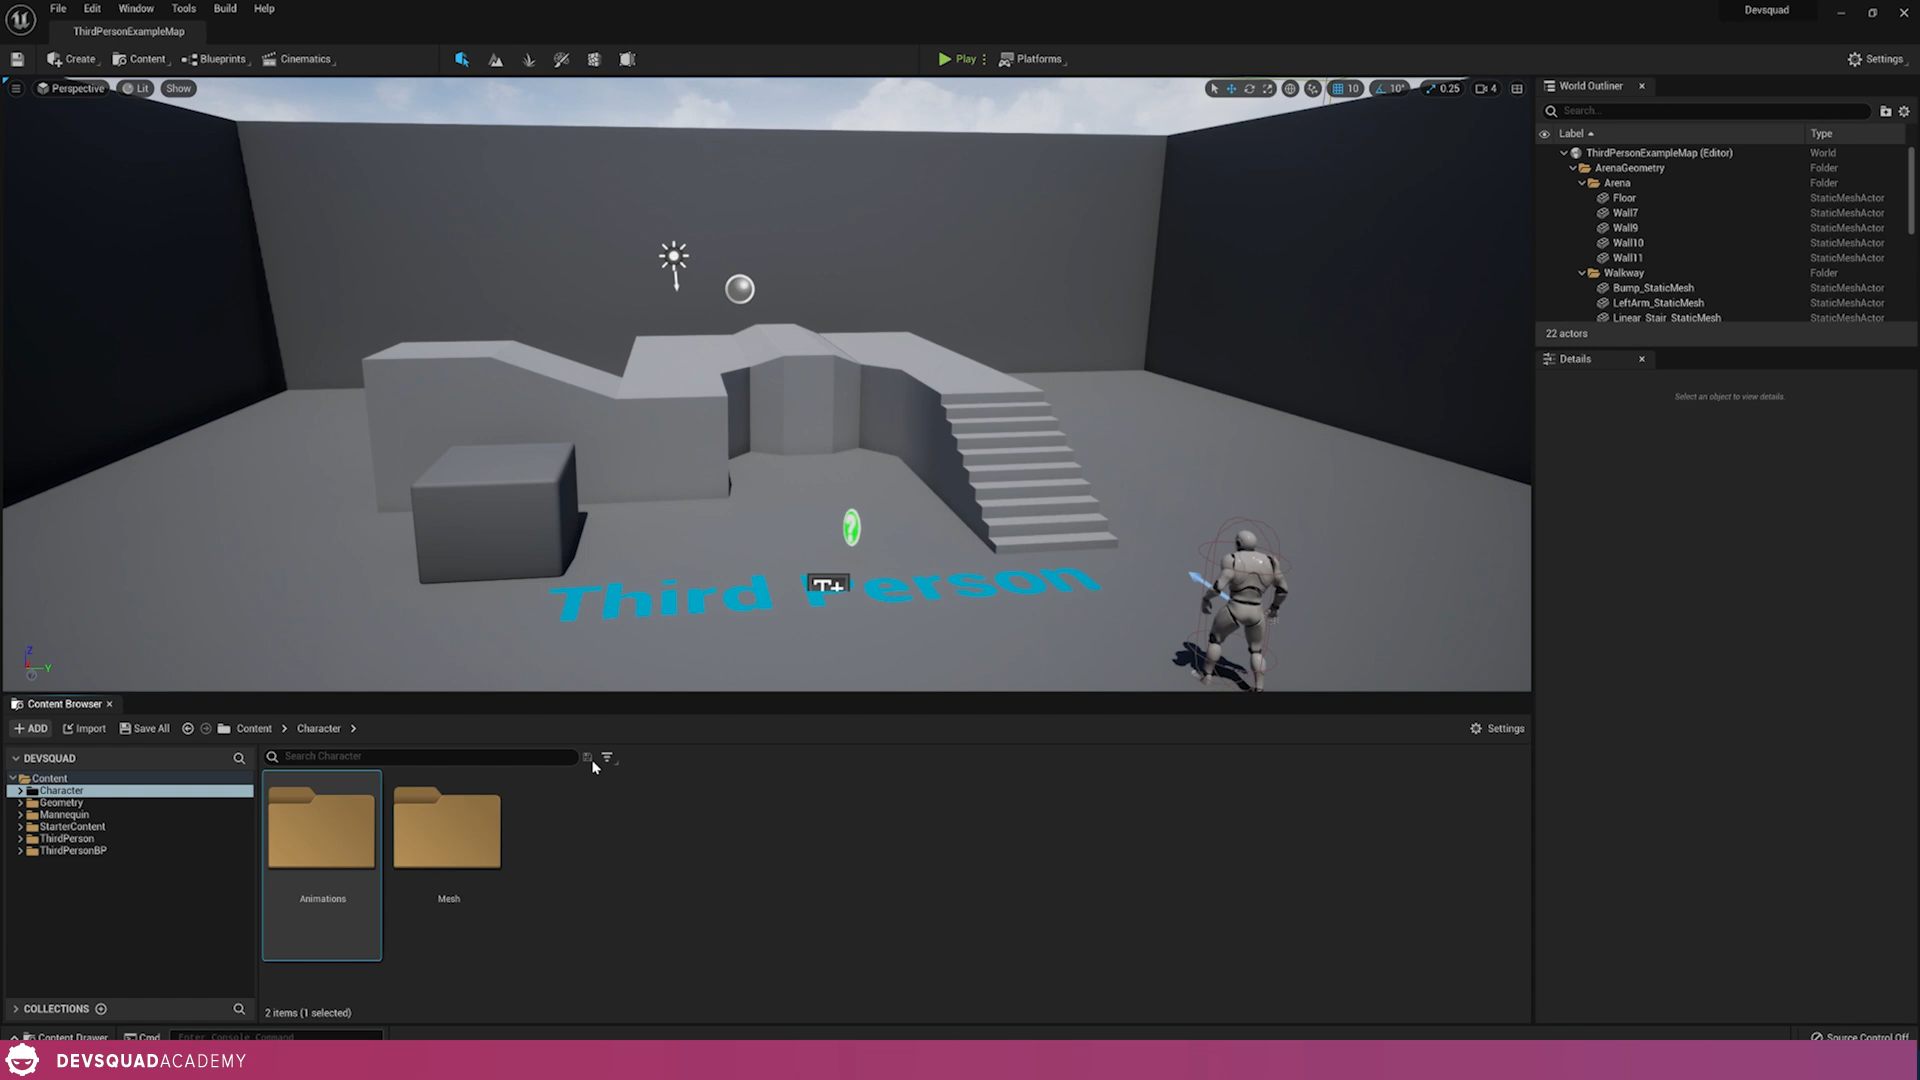 File Edit Window Tools Build Help
Devsquad
ThirdPersonExampleMap
Create Content Blueprints Cinematics Play Platforms Settings
Perspective Lit Show 10 10° 0.25 4
World Outliner
Search...
Label Type
ThirdPersonExampleMap (Editor) World
ArenaGeometry Folder
Arena Folder
Floor StaticMeshActor
Wall7 StaticMeshActor
Wall9 StaticMeshActor
Wall10 StaticMeshActor
Wall11 StaticMeshActor
Walkway Folder
Bump_StaticMesh StaticMeshActor
LeftArm_StaticMesh StaticMeshActor
Linear_Stair_StaticMesh StaticMeshActor
22 actors
Details
Select an object to view details.
?
T+
Third Person
Z
Y
Content Browser
+ ADD Import Save All Content > Character > Settings
DEVSQUAD
Search Character
Content
Character
Geometry
Mannequin
StarterContent
ThirdPerson
ThirdPersonBP
Animations
Mesh
COLLECTIONS
2 items (1 selected)
Content Drawer Cmd Enter Console Command Source Control Off
DEVSQUADACADEMY